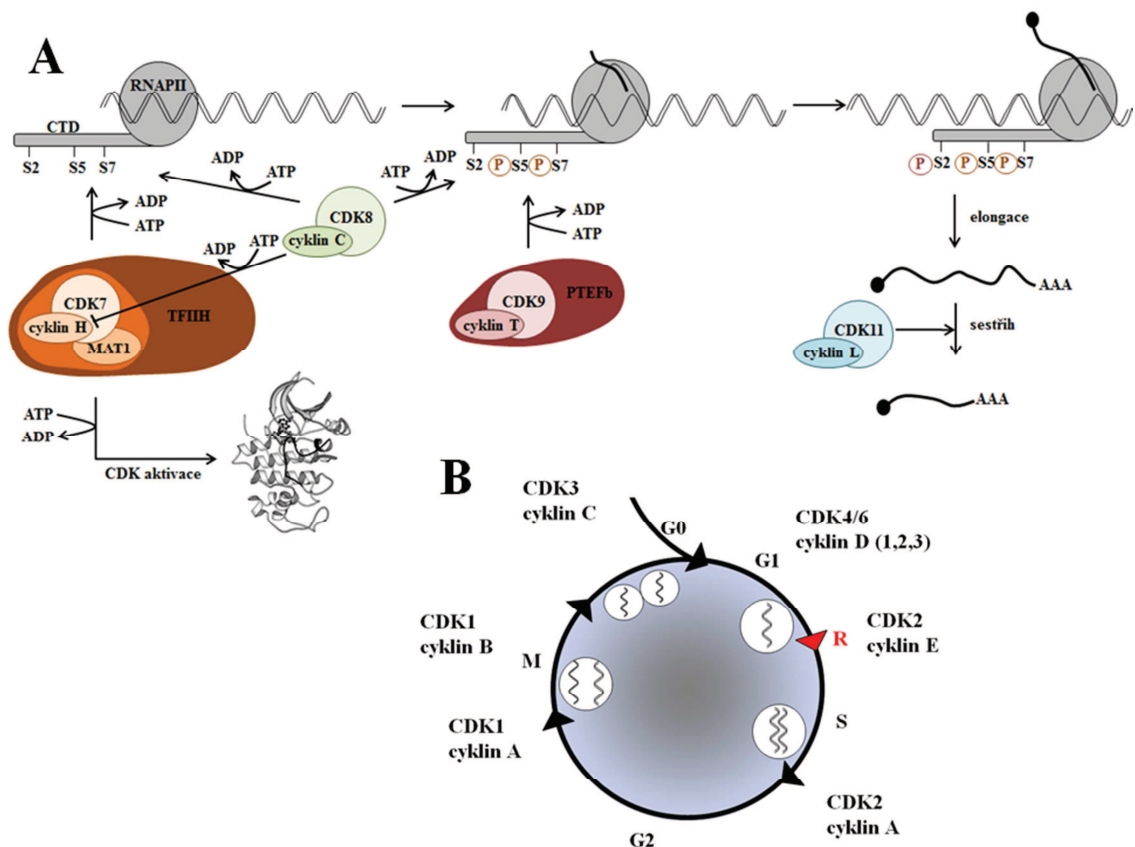 A
RNAPII
CTD
S2 S5 S7
ADP
ATP
ADP
ATP
CDK7
cyklin H
MAT1
TFIIH
ATP
ADP
CDK aktivace
ADP
ATP
CDK8
cyklin C
ATP
ADP
S2 P S5 P S7
ATP
ADP
ADP
ATP
CDK9
cyklin T
PTEFb
P S2 P S5 P S7
elongace
AAA
CDK11
cyklin L
sestřih
AAA
B
CDK3
cyklin C
G0
G1
CDK4/6
cyklin D (1,2,3)
R
CDK2
cyklin E
S
CDK2
cyklin A
G2
CDK1
cyklin A
M
CDK1
cyklin B